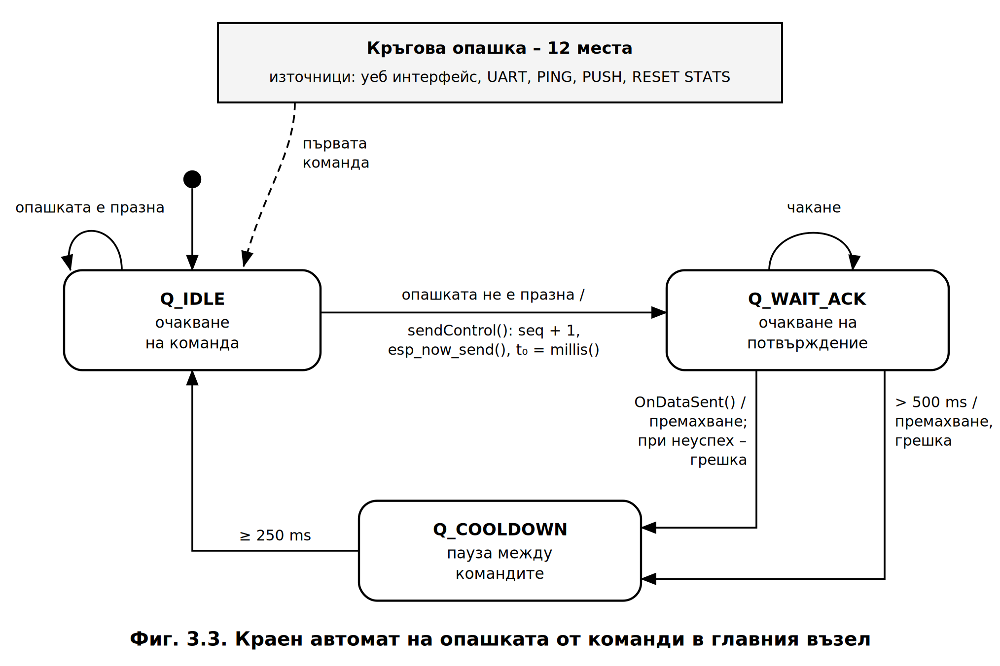 Кръгова опашка – 12 места
източници: уеб интерфейс, UART, PING, PUSH, RESET STATS
първата
команда
опашката е празна
чакане
Q_IDLE
очакване
на команда
опашката не е празна /
sendControl(): seq + 1,
esp_now_send(), t₀ = millis()
Q_WAIT_ACK
очакване на
потвърждение
OnDataSent() /
премахване;
при неуспех –
грешка
> 500 ms /
премахване,
грешка
≥ 250 ms
Q_COOLDOWN
пауза между
командите
Фиг. 3.3. Краен автомат на опашката от команди в главния възел